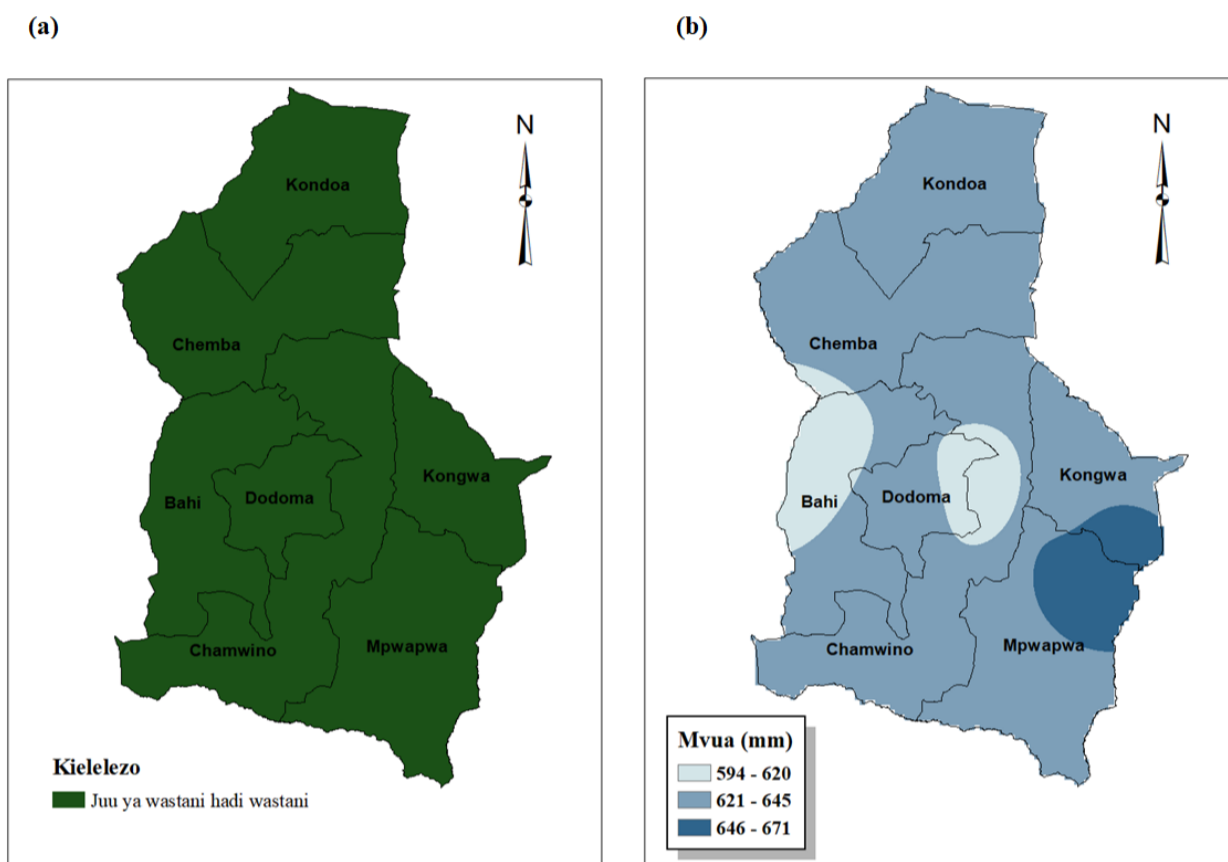 (a)
N
Kondoa
Chemba
Kongwa
Bahi
Dodoma
Chamwino
Mpwapwa
Kielelezo
Juu ya wastani hadi wastani
(b)
N
Kondoa
Chemba
Kongwa
Bahi
Dodoma
Chamwino
Mpwapwa
Mvua (mm)
594 - 620
621 - 645
646 - 671